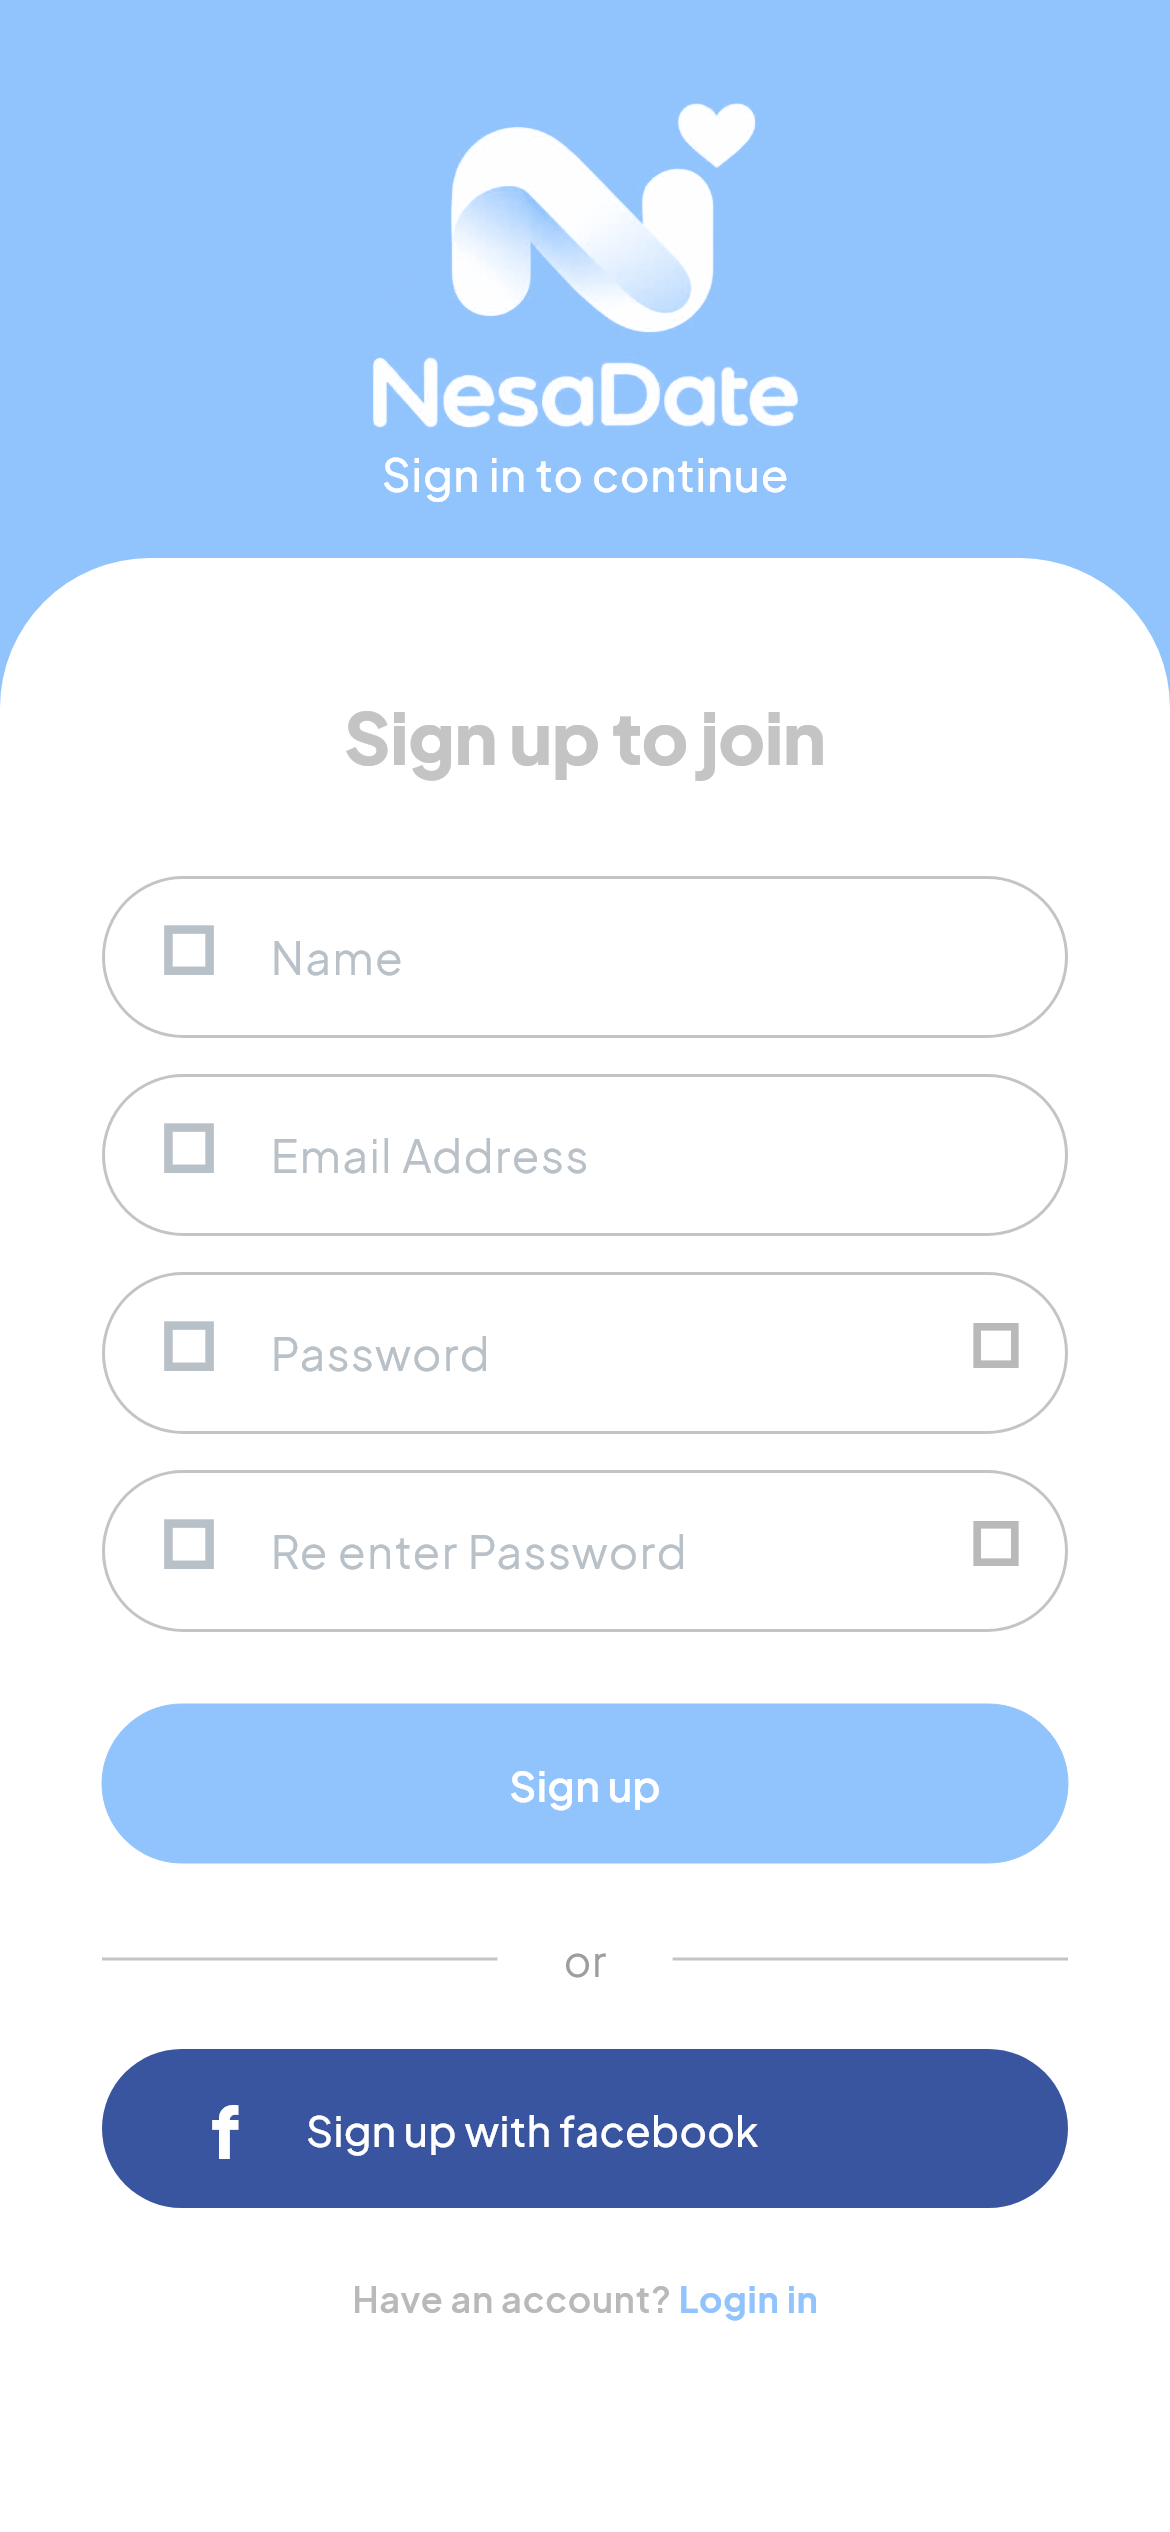 NesaDate
Sign in to continue
Sign up to join
Name
Email Address
Password
Re enter Password
Sign up
or
f Sign up with facebook
Have an account? Login in